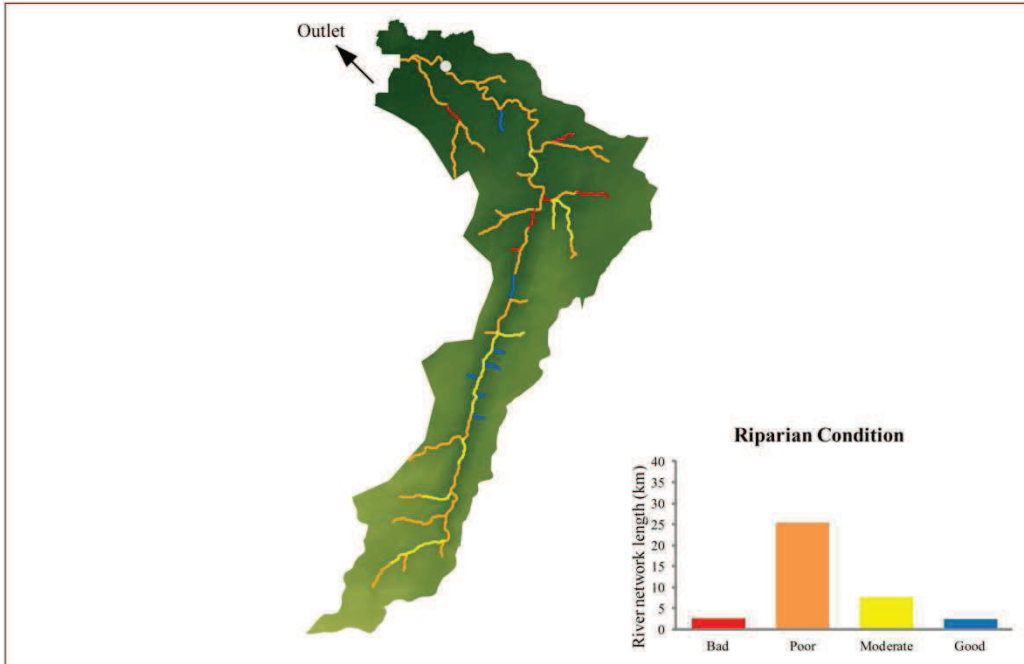 Outlet
Riparian Condition
River network length (km)
40
35
30
25
20
15
10
5
0
Bad Poor Moderate Good